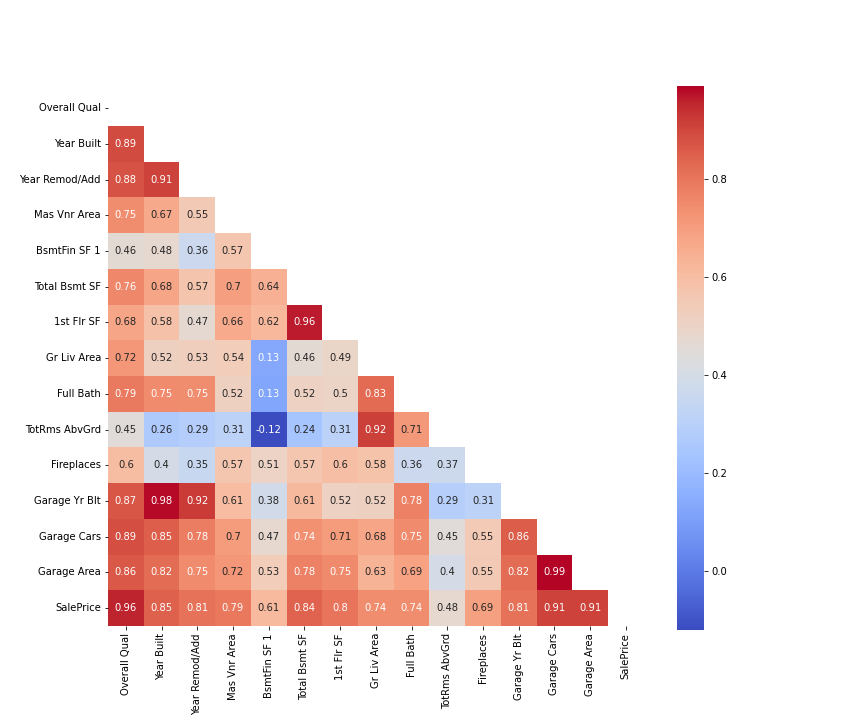 Overall Qual
Year Built 0.89
Year Remod/Add 0.88 0.91
0.8
Mas Vnr Area 0.75 0.67 0.55
BsmtFin SF 1 0.46 0.48 0.36 0.57
Total Bsmt SF 0.76 0.68 0.57 0.7 0.64
0.6
1st Flr SF 0.68 0.58 0.47 0.66 0.62 0.96
Gr Liv Area 0.72 0.52 0.53 0.54 0.13 0.46 0.49
0.4
Full Bath 0.79 0.75 0.75 0.52 0.13 0.52 0.5 0.83
TotRms AbvGrd 0.45 0.26 0.29 0.31 -0.12 0.24 0.31 0.92 0.71
Fireplaces 0.6 0.4 0.35 0.57 0.51 0.57 0.6 0.58 0.36 0.37
0.2
Garage Yr Blt 0.87 0.98 0.92 0.61 0.38 0.61 0.52 0.52 0.78 0.29 0.31
Garage Cars 0.89 0.85 0.78 0.7 0.47 0.74 0.71 0.68 0.75 0.45 0.55 0.86
Garage Area 0.86 0.82 0.75 0.72 0.53 0.78 0.75 0.63 0.69 0.4 0.55 0.82 0.99
0.0
SalePrice 0.96 0.85 0.81 0.79 0.61 0.84 0.8 0.74 0.74 0.48 0.69 0.81 0.91 0.91
Overall Qual
Year Built
Year Remod/Add
Mas Vnr Area
BsmtFin SF 1
Total Bsmt SF
1st Flr SF
Gr Liv Area
Full Bath
TotRms AbvGrd
Fireplaces
Garage Yr Blt
Garage Cars
Garage Area
SalePrice